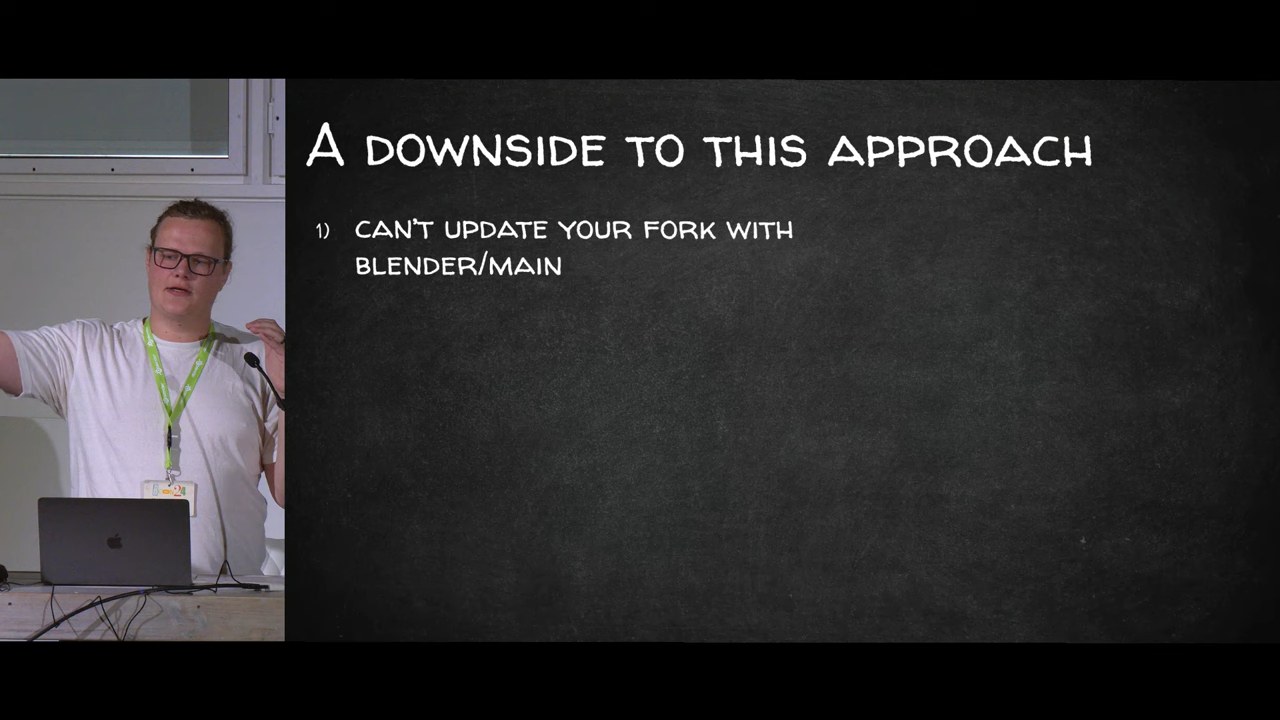 A DOWNSIDE TO THIS APPROACH
1) CAN'T UPDATE YOUR FORK WITH
BLENDER/MAIN